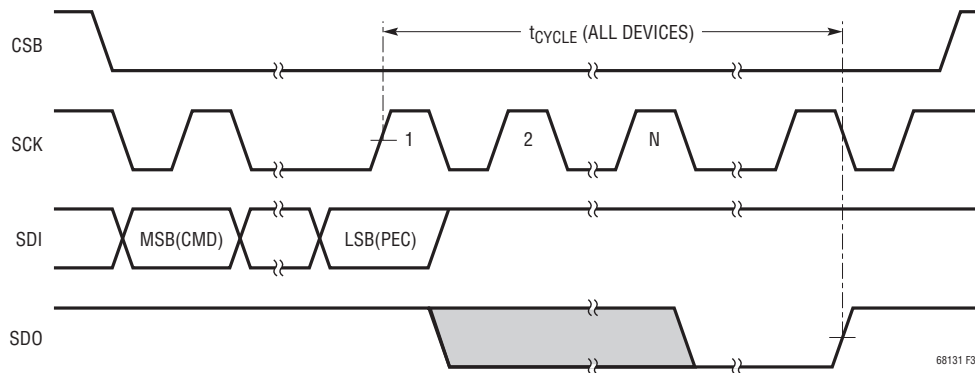 tCYCLE (ALL DEVICES)
CSB
SCK
1
2
N
SDI
MSB(CMD)
LSB(PEC)
SDO
68131 F3